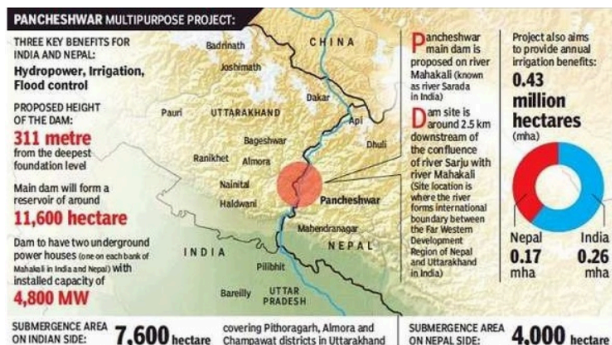 PANCHESHWAR MULTIPURPOSE PROJECT:
THREE KEY BENEFITS FOR
INDIA AND NEPAL:
Hydropower, Irrigation,
Flood control
PROPOSED HEIGHT
OF THE DAM:
311 metre
from the deepest
foundation level
Main dam will form a
reservoir of around
11,600 hectare
Dam to have two underground
power houses (one on each bank of
Mahakali in India and Nepal) with
installed capacity of
4,800 MW
CHINA
Badrinath
Joshimath
Dakar
Api
Pauri
UTTARAKHAND
Dhuli
Bageshwar
Ranikhet
Almora
Nainital
Pancheshwar
Haldwani
Mahendranagar
INDIA
NEPAL
Pilibhit
Bareilly
UTTAR
PRADESH
Pancheshwar
main dam is
proposed on river
Mahakali (known
as river Sarada
in India)
Dam site is
around 2.5 km
downstream of
the confluence
of river Sarju with
river Mahakali
(Site location is
where the river
forms international
boundary between
the Far Western
Development
Region of Nepal
and Uttarakhand
in India)
Project also aims
to provide annual
irrigation benefits:
0.43
million
hectares
(mha)
Nepal
0.17
mha
India
0.26
mha
SUBMERGENCE AREA
ON INDIAN SIDE:
7,600 hectare
covering Pithoragarh, Almora and
Champawat districts in Uttarakhand
SUBMERGENCE AREA
ON NEPAL SIDE:
4,000 hectare